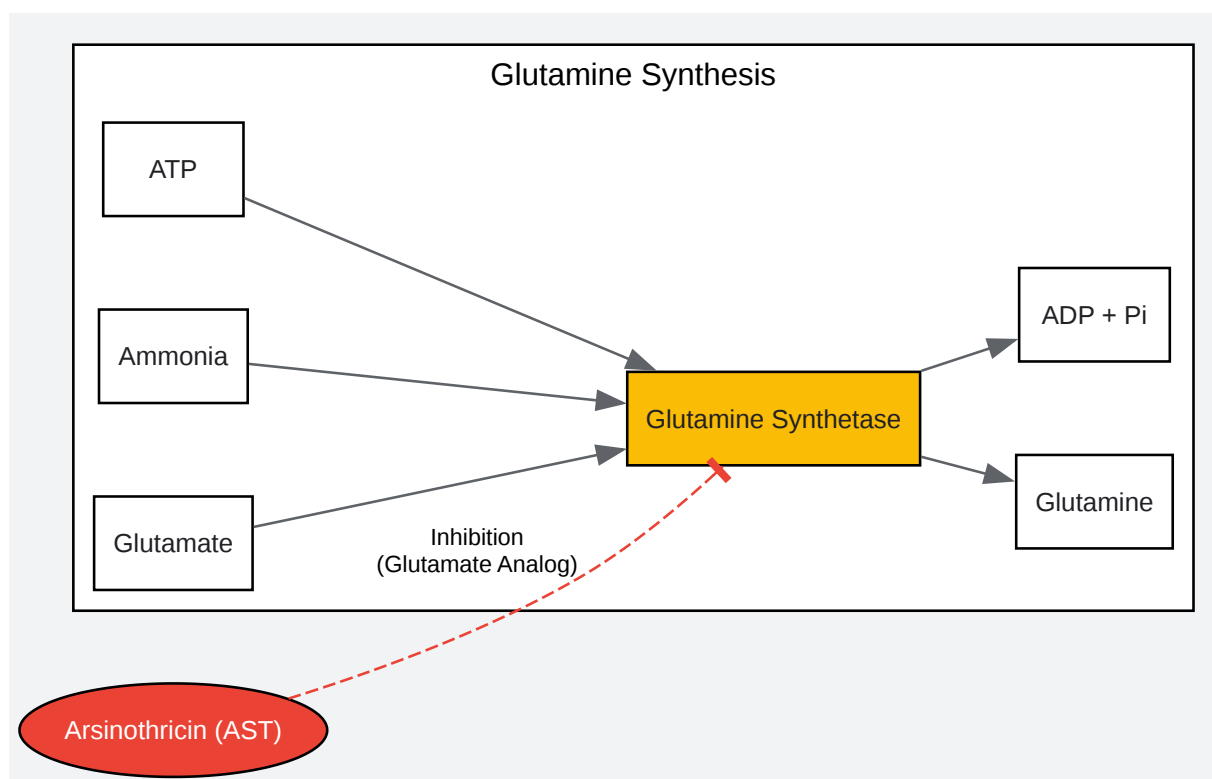 Glutamine Synthesis
ATP
Ammonia
Glutamate
Glutamine Synthetase
ADP + Pi
Glutamine
Inhibition
(Glutamate Analog)
Arsinothricin (AST)